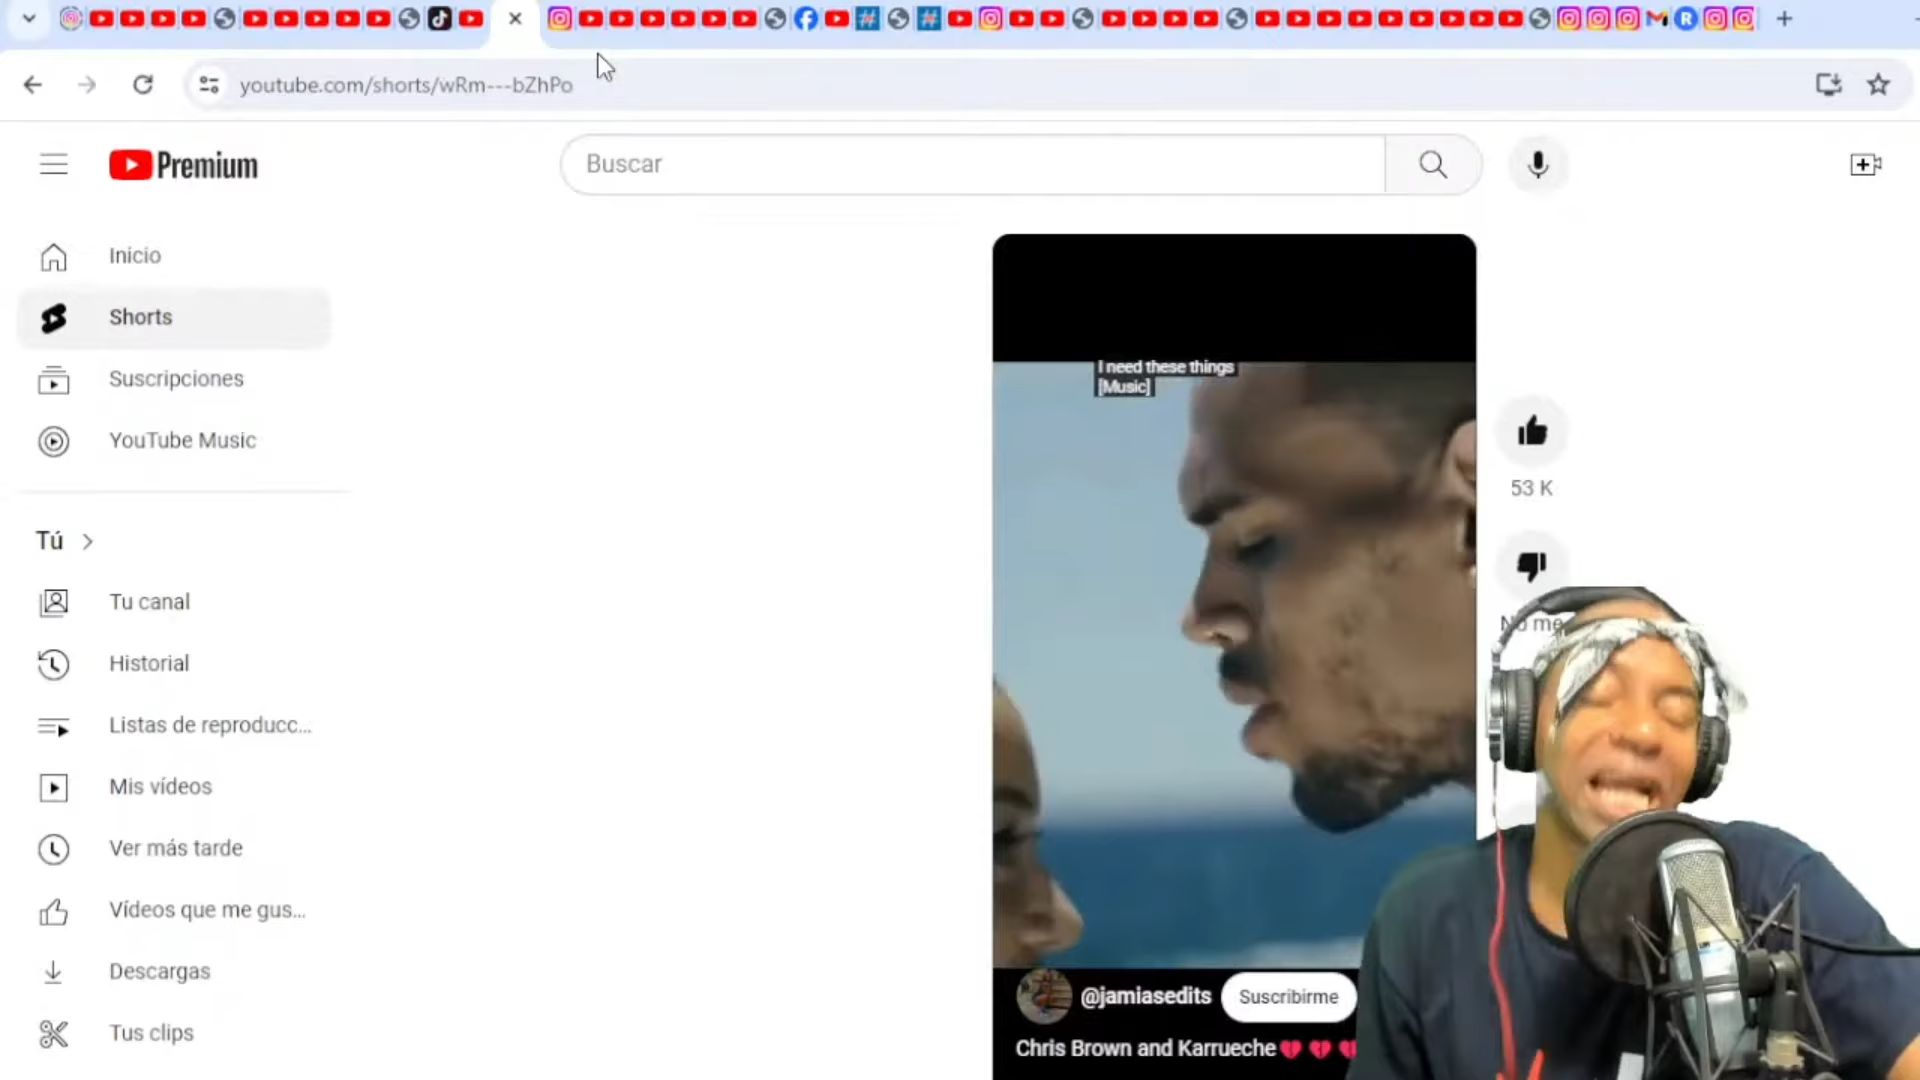 youtube.com/shorts/wRm---bZhPo
Premium
Buscar
Inicio
Shorts
Suscripciones
YouTube Music
Tú
Tu canal
Historial
Listas de reproducc...
Mis vídeos
Ver más tarde
Vídeos que me gus...
Descargas
Tus clips
I need these things
[Music]
53 K
No me
@jamiasedits
Suscribirme
Chris Brown and Karrueche💔💔💔